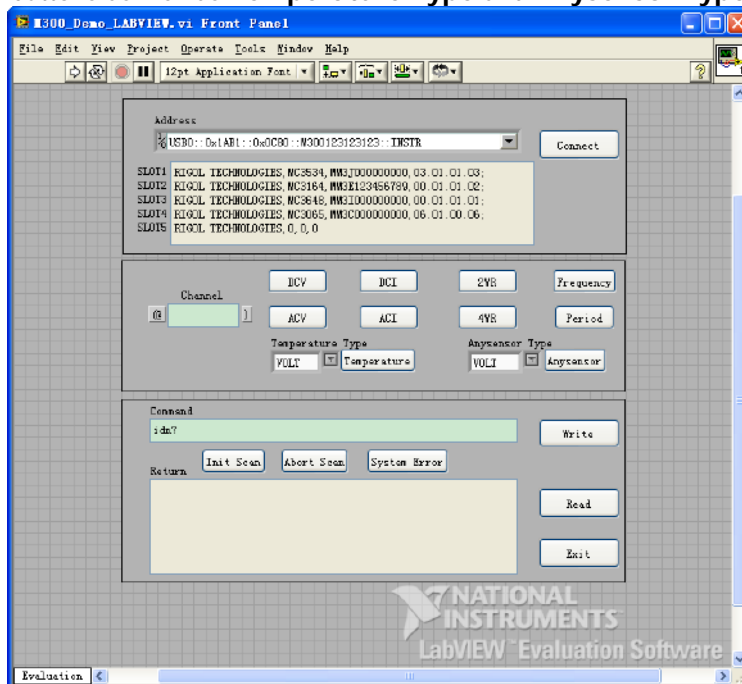 M300_Demo_LABVIEW.vi Front Panel
File Edit View Project Operate Tools Window Help
12pt Application Font
Address
USB0::0x1AB1::0x0C80::M300123123123::INSTR
Connect
SLOT1 RIGOL TECHNOLOGIES,MC3534,MM3J000000000,03.01.01.03;
SLOT2 RIGOL TECHNOLOGIES,MC3164,MM3E123456789,00.01.01.02;
SLOT3 RIGOL TECHNOLOGIES,MC3648,MM3I000000000,01.01.01.01;
SLOT4 RIGOL TECHNOLOGIES,MC3065,MM3C000000000,06.01.00.06;
SLOT5 RIGOL TECHNOLOGIES,0,0,0
DCV DCI 2WR Frequency
Channel
(@ ) ACV ACI 4WR Period
Temperature Type Anysensor Type
VOLT Temperature VOLT Anysensor
Command
idn?
Write
Init Scan Abort Scan System Error
Return
Read
Exit
NATIONAL
INSTRUMENTS
LabVIEW™ Evaluation Software
Evaluation